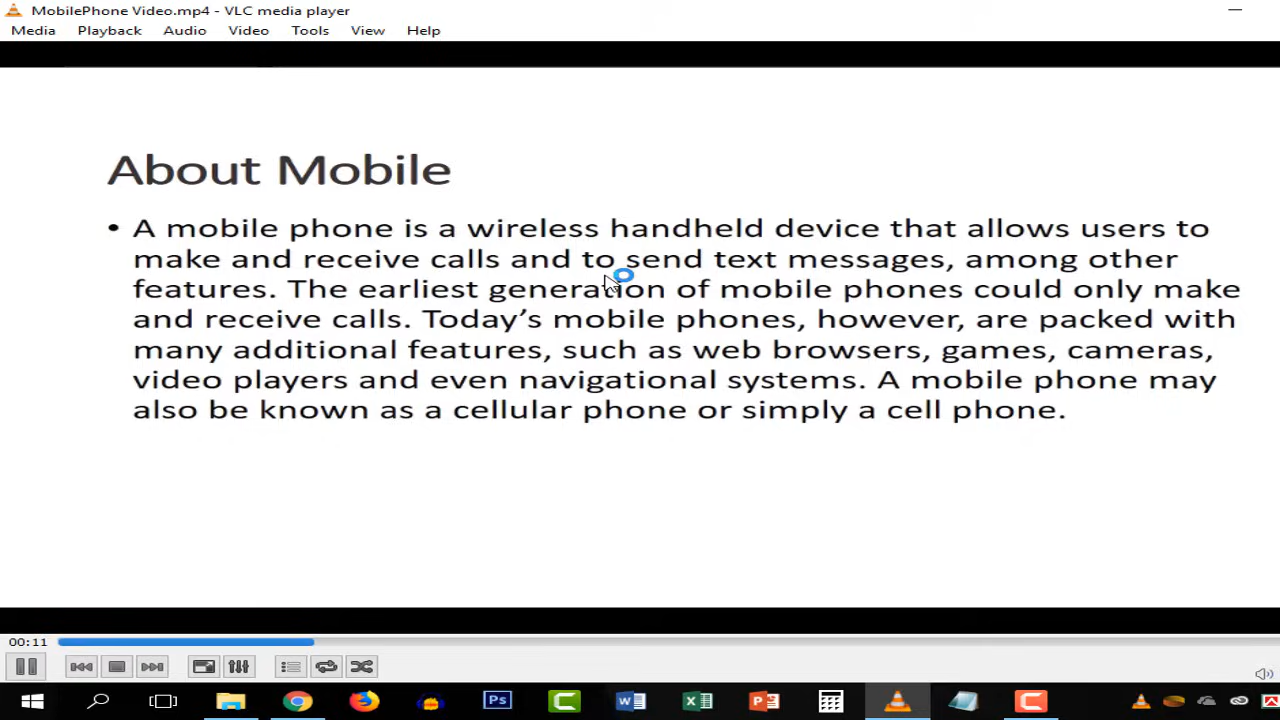 MobilePhone Video.mp4 - VLC media player
Media Playback Audio Video Tools View Help
About Mobile
• A mobile phone is a wireless handheld device that allows users to
make and receive calls and to send text messages, among other
features. The earliest generation of mobile phones could only make
and receive calls. Today’s mobile phones, however, are packed with
many additional features, such as web browsers, games, cameras,
video players and even navigational systems. A mobile phone may
also be known as a cellular phone or simply a cell phone.
00:11
Ps